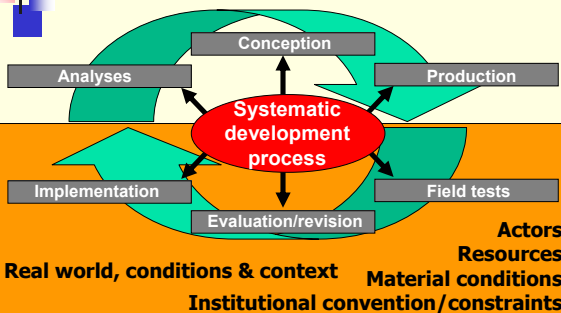 Conception
Analyses
Production
Systematic
development
process
Implementation
Field tests
Evaluation/revision
Actors
Resources
Real world, conditions & context
Material conditions
Institutional convention/constraints